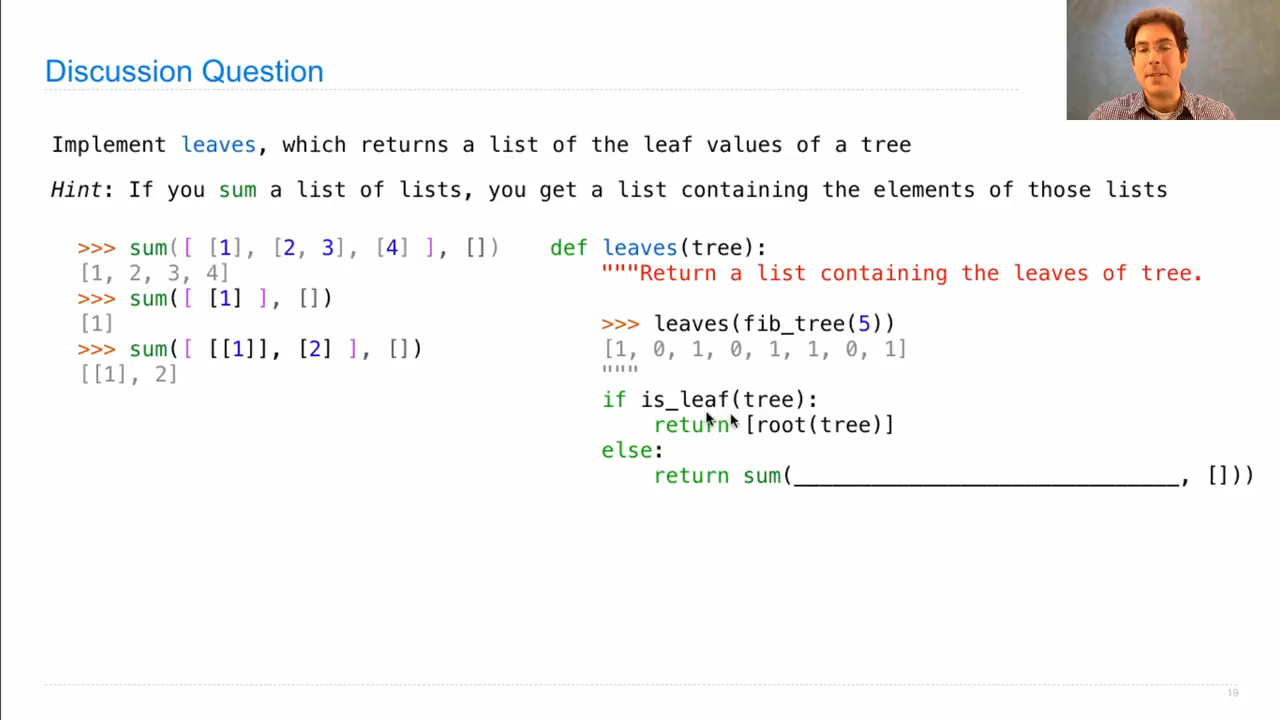 Discussion Question
Implement leaves, which returns a list of the leaf values of a tree
Hint: If you sum a list of lists, you get a list containing the elements of those lists
>>> sum([ [1], [2, 3], [4] ], [])
[1, 2, 3, 4]
>>> sum([ [1] ], [])
[1]
>>> sum([ [[1]], [2] ], [])
[[1], 2]
def leaves(tree):
"""Return a list containing the leaves of tree.
>>> leaves(fib_tree(5))
[1, 0, 1, 0, 1, 1, 0, 1]
"""
if is_leaf(tree):
return [root(tree)]
else:
return sum(______________________________, []))
19